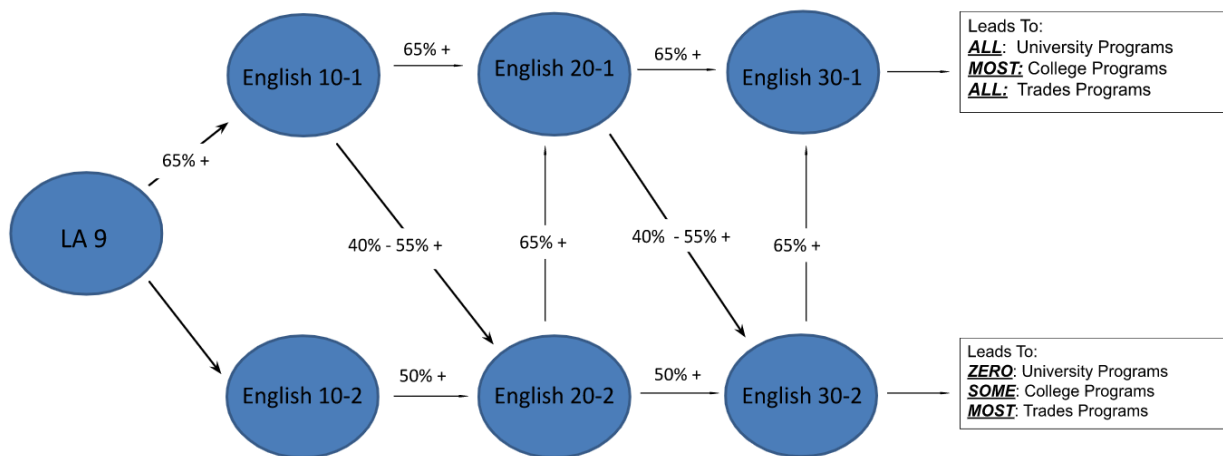 English 10-1
65% +
English 20-1
65% +
English 30-1
Leads To:
ALL: University Programs
MOST: College Programs
ALL: Trades Programs
65% +
LA 9
40% - 55% +
65% +
40% - 55% +
65% +
English 10-2
50% +
English 20-2
50% +
English 30-2
Leads To:
ZERO: University Programs
SOME: College Programs
MOST: Trades Programs